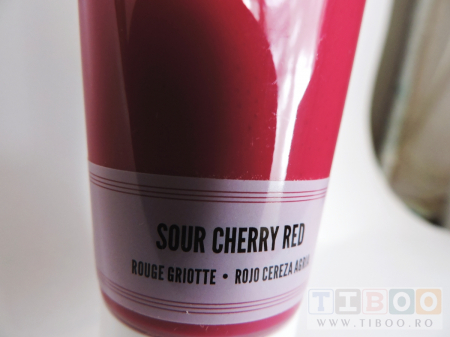 SOUR CHERRY RED
ROUGE GRIOTTE • ROJO CEREZA
TIBOO
WWW.TIBOO.RO